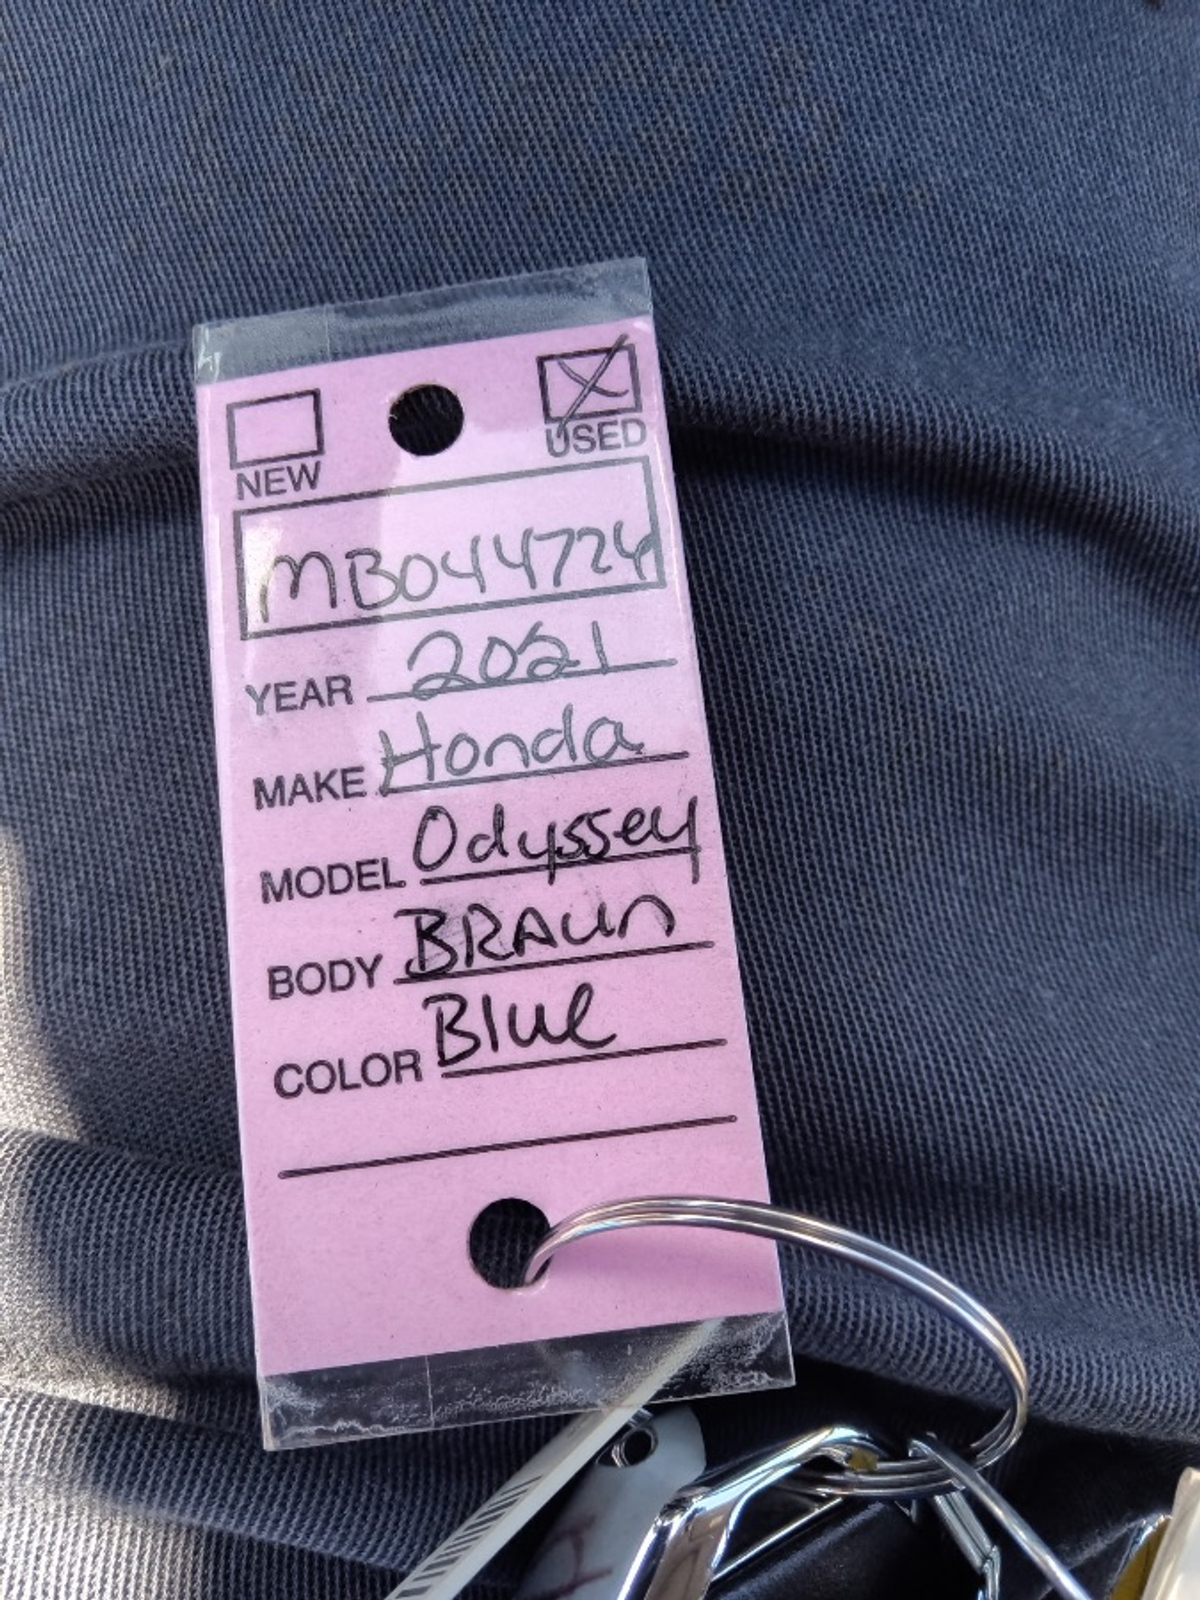 NEW USED
MB044724
YEAR 2021
MAKE Honda
MODEL Odyssey
BODY BRAUN
COLOR Blue